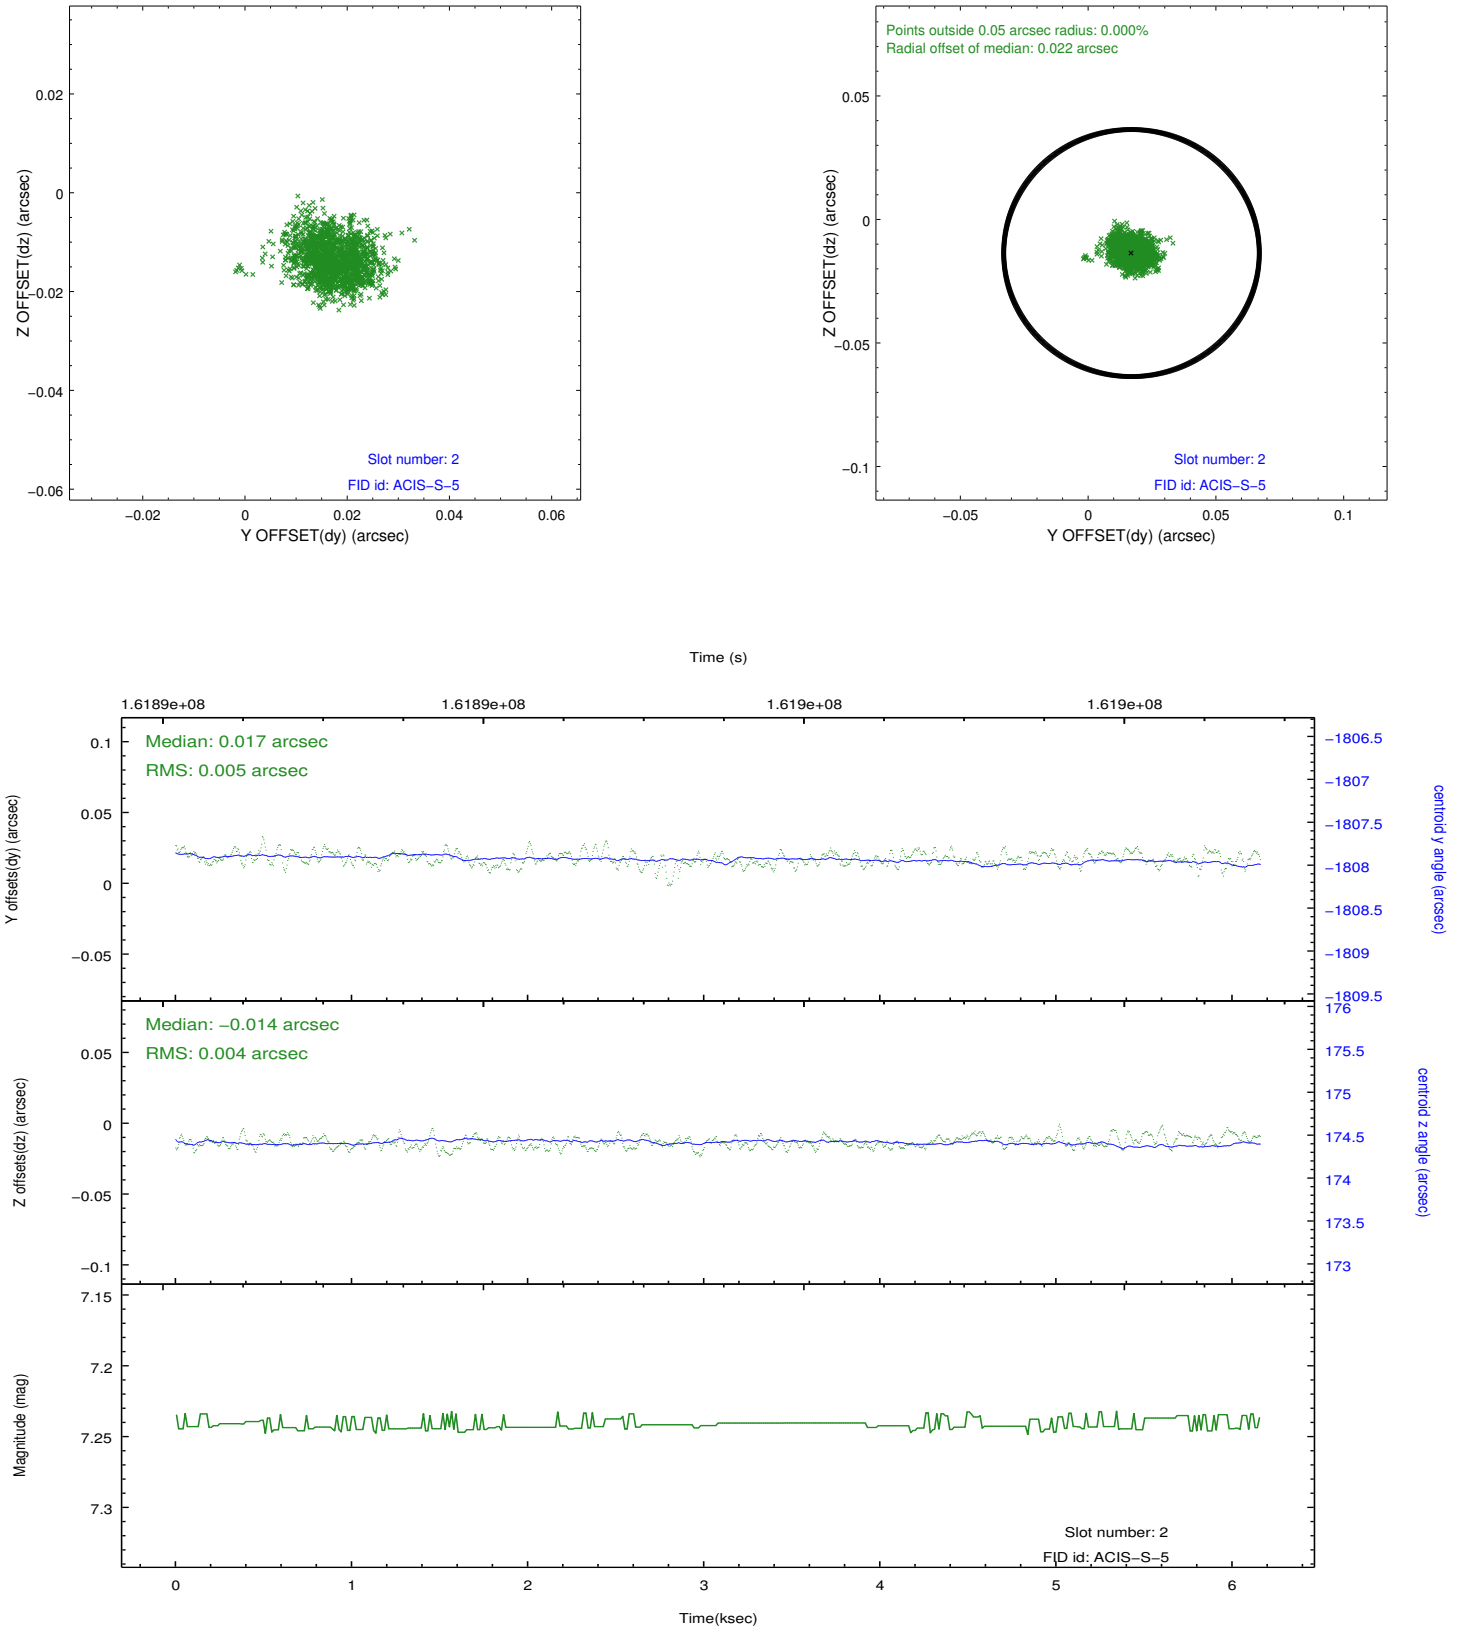 0.02
0
−0.02
−0.04
−0.06
Z OFFSET(dz) (arcsec)
Slot number: 2
FID id: ACIS−S−5
−0.02 0 0.02 0.04 0.06
Y OFFSET(dy) (arcsec)
Points outside 0.05 arcsec radius: 0.000%
Radial offset of median: 0.022 arcsec
0.05
0
−0.05
−0.1
Z OFFSET(dz) (arcsec)
Slot number: 2
FID id: ACIS−S−5
−0.05 0 0.05 0.1
Y OFFSET(dy) (arcsec)
Time (s)
1.6189e+08 1.6189e+08 1.619e+08 1.619e+08
Median: 0.017 arcsec
RMS: 0.005 arcsec
0.1
0.05
0
−0.05
Y offsets(dy) (arcsec)
−1806.5
−1807
−1807.5
−1808
−1808.5
−1809
−1809.5
centroid y angle (arcsec)
Median: −0.014 arcsec
RMS: 0.004 arcsec
0.05
0
−0.05
−0.1
Z offsets(dz) (arcsec)
176
175.5
175
174.5
174
173.5
173
centroid z angle (arcsec)
7.15
7.2
7.25
7.3
Magnitude (mag)
Slot number: 2
FID id: ACIS−S−5
0 1 2 3 4 5 6
Time(ksec)